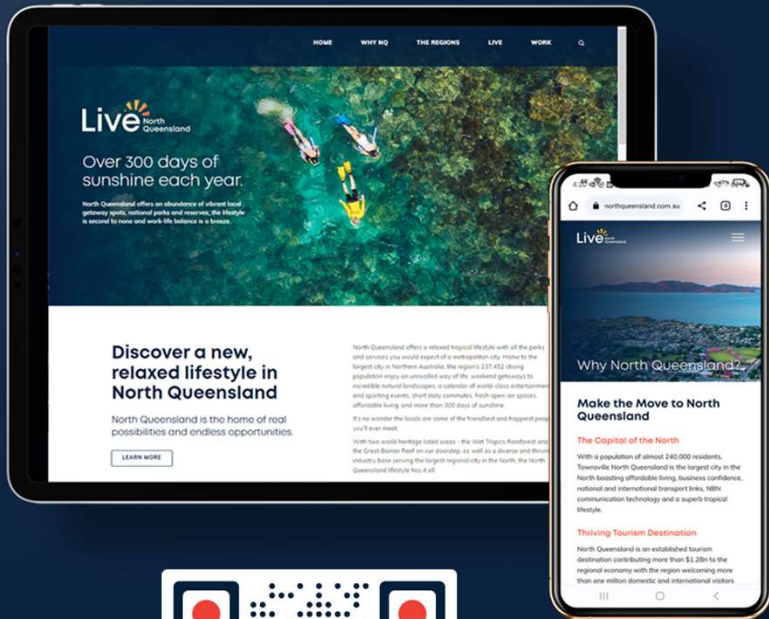 HOME WHY NQ THE REGIONS LIVE WORK
Live North Queensland
Over 300 days of
sunshine each year.
North Queensland offers an abundance of vibrant local
getaway spots, national parks and reserves, the lifestyle
is second to none and work-life balance is a breeze.
Discover a new,
relaxed lifestyle in
North Queensland
North Queensland is the home of real
possibilities and endless opportunities.
LEARN MORE
North Queensland offers a relaxed tropical lifestyle with all the perks
and services you would expect of a metropolitan city. Home to the
largest city in Northern Australia, the region's 237,452 strong
population enjoy an unrivalled way of life, weekend getaways to
incredible natural landscapes, a calendar of world-class entertainment
and sporting events, short daily commutes, fresh open-air spaces,
affordable living, and more than 300 days of sunshine.
It's no wonder the locals are some of the friendliest and happiest
you'll ever meet.
With two world heritage listed areas - the Wet Tropics Rainforest and
the Great Barrier Reef on our doorstep, as well as a diverse and
industry base serving the largest regional city in the North, the North
Queensland lifestyle has it all.
northqueensland.com.au
Live North Queensland
Why North Queensland?
Make the Move to North
Queensland
The Capital of the North
With a population of almost 240,000 residents,
Townsville North Queensland is the largest city in the
North boasting affordable living, business confidence,
national and international transport links, NBN
communication technology and a superb tropical
lifestyle.
Thriving Tourism Destination
North Queensland is an established tourism
destination contributing more than $1.2Bn to the
regional economy with the region welcoming more
than one million domestic and international visitors